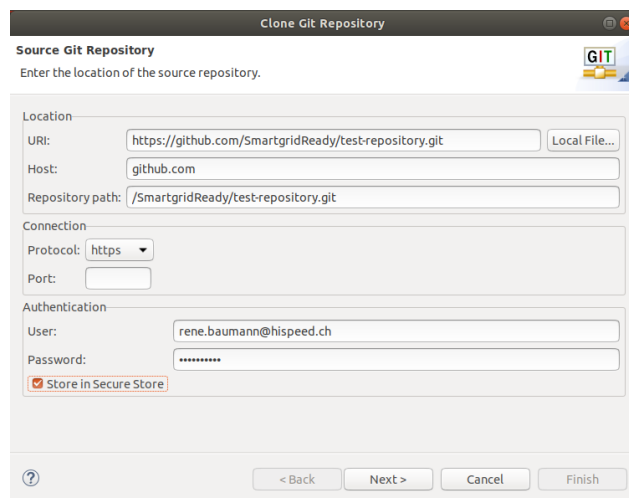 Clone Git Repository
Source Git Repository
Enter the location of the source repository.
GIT
Location
URI: https://github.com/SmartgridReady/test-repository.git Local File...
Host: github.com
Repository path: /SmartgridReady/test-repository.git
Connection
Protocol: https
Port:
Authentication
User: rene.baumann@hispeed.ch
Password: ••••••••••
Store in Secure Store
? < Back Next > Cancel Finish